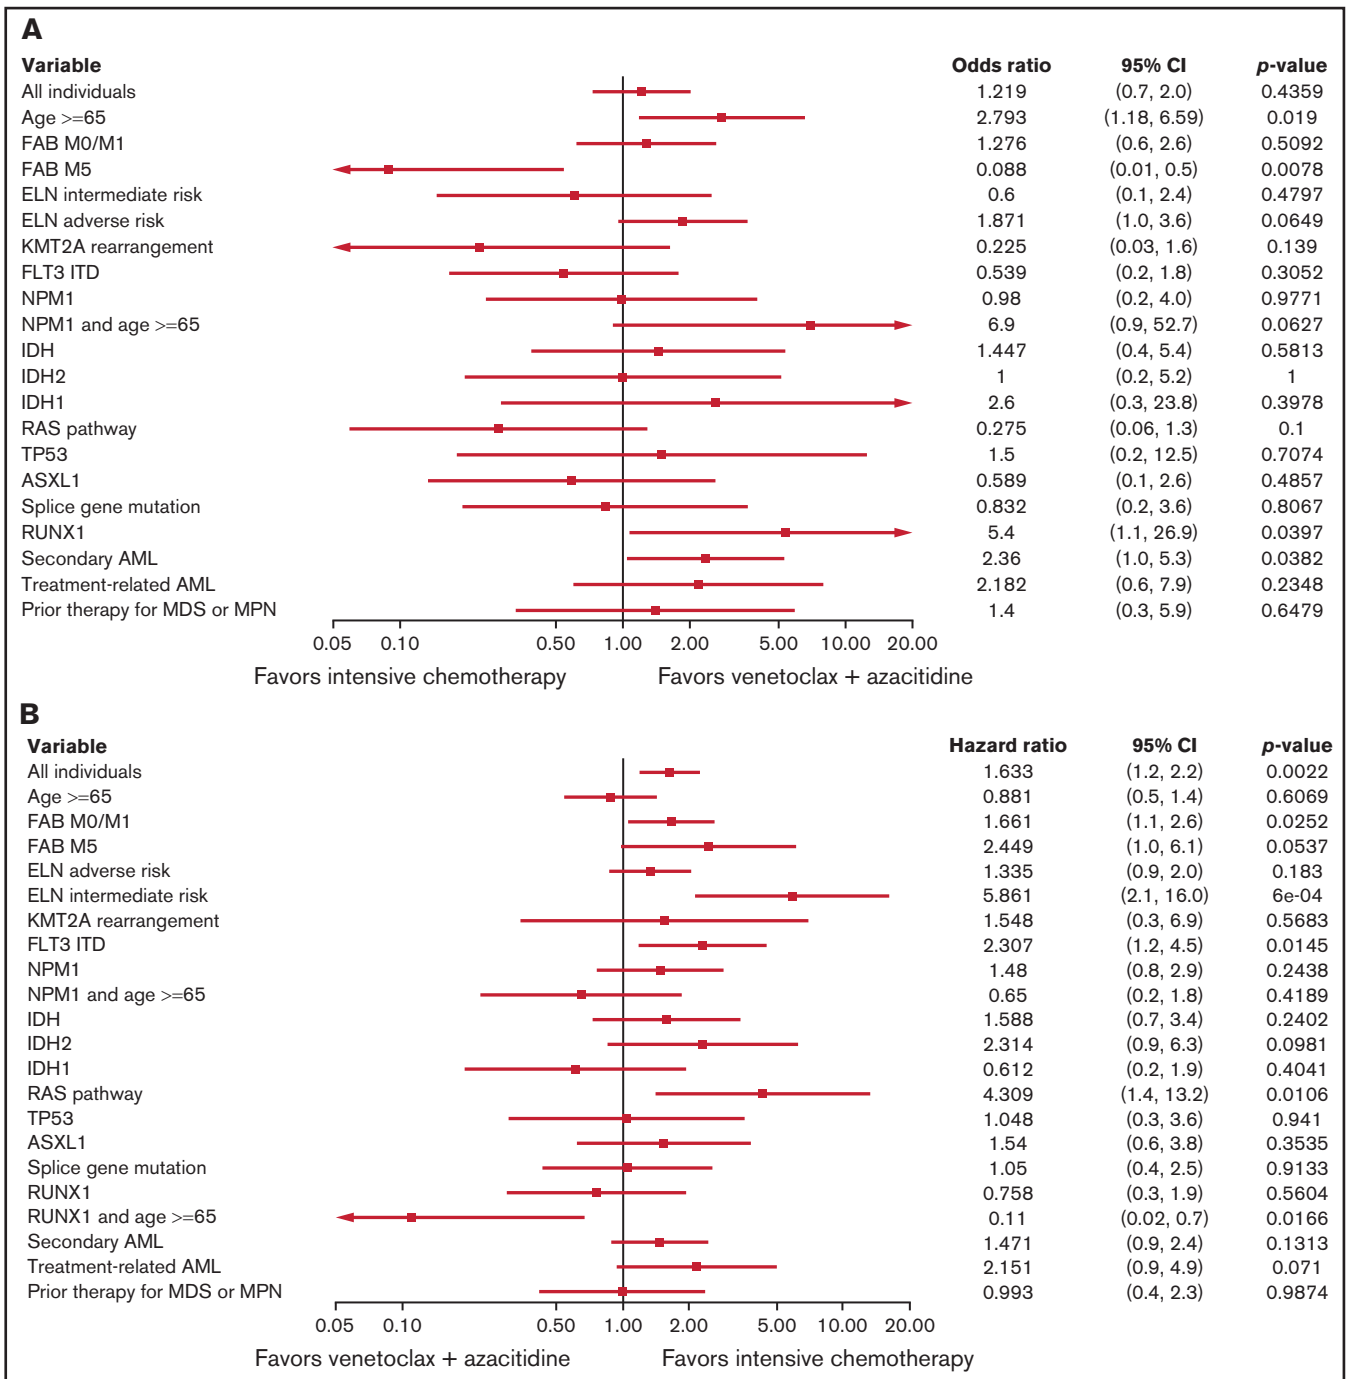 A
Variable Odds ratio 95% CI p-value
All individuals 1.219 (0.7, 2.0) 0.4359
Age >=65 2.793 (1.18, 6.59) 0.019
FAB M0/M1 1.276 (0.6, 2.6) 0.5092
FAB M5 0.088 (0.01, 0.5) 0.0078
ELN intermediate risk 0.6 (0.1, 2.4) 0.4797
ELN adverse risk 1.871 (1.0, 3.6) 0.0649
KMT2A rearrangement 0.225 (0.03, 1.6) 0.139
FLT3 ITD 0.539 (0.2, 1.8) 0.3052
NPM1 0.98 (0.2, 4.0) 0.9771
NPM1 and age >=65 6.9 (0.9, 52.7) 0.0627
IDH 1.447 (0.4, 5.4) 0.5813
IDH2 1 (0.2, 5.2) 1
IDH1 2.6 (0.3, 23.8) 0.3978
RAS pathway 0.275 (0.06, 1.3) 0.1
TP53 1.5 (0.2, 12.5) 0.7074
ASXL1 0.589 (0.1, 2.6) 0.4857
Splice gene mutation 0.832 (0.2, 3.6) 0.8067
RUNX1 5.4 (1.1, 26.9) 0.0397
Secondary AML 2.36 (1.0, 5.3) 0.0382
Treatment-related AML 2.182 (0.6, 7.9) 0.2348
Prior therapy for MDS or MPN 1.4 (0.3, 5.9) 0.6479
0.05 0.10 0.50 1.00 2.00 5.00 10.00 20.00
Favors intensive chemotherapy Favors venetoclax + azacitidine
B
Variable Hazard ratio 95% CI p-value
All individuals 1.633 (1.2, 2.2) 0.0022
Age >=65 0.881 (0.5, 1.4) 0.6069
FAB M0/M1 1.661 (1.1, 2.6) 0.0252
FAB M5 2.449 (1.0, 6.1) 0.0537
ELN adverse risk 1.335 (0.9, 2.0) 0.183
ELN intermediate risk 5.861 (2.1, 16.0) 6e-04
KMT2A rearrangement 1.548 (0.3, 6.9) 0.5683
FLT3 ITD 2.307 (1.2, 4.5) 0.0145
NPM1 1.48 (0.8, 2.9) 0.2438
NPM1 and age >=65 0.65 (0.2, 1.8) 0.4189
IDH 1.588 (0.7, 3.4) 0.2402
IDH2 2.314 (0.9, 6.3) 0.0981
IDH1 0.612 (0.2, 1.9) 0.4041
RAS pathway 4.309 (1.4, 13.2) 0.0106
TP53 1.048 (0.3, 3.6) 0.941
ASXL1 1.54 (0.6, 3.8) 0.3535
Splice gene mutation 1.05 (0.4, 2.5) 0.9133
RUNX1 0.758 (0.3, 1.9) 0.5604
RUNX1 and age >=65 0.11 (0.02, 0.7) 0.0166
Secondary AML 1.471 (0.9, 2.4) 0.1313
Treatment-related AML 2.151 (0.9, 4.9) 0.071
Prior therapy for MDS or MPN 0.993 (0.4, 2.3) 0.9874
0.05 0.10 0.50 1.00 2.00 5.00 10.00 20.00
Favors venetoclax + azacitidine Favors intensive chemotherapy